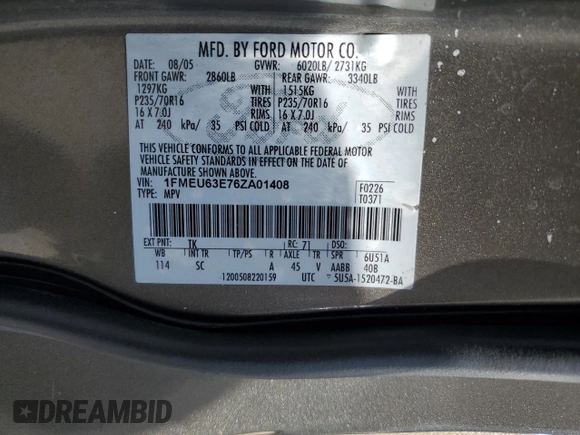 MFD. BY FORD MOTOR CO.
DATE: 08/05 GVWR: 6020LB/ 2731KG
FRONT GAWR: 2860LB REAR GAWR: 3340LB
1297KG WITH 1515KG WITH
P235/70R16 TIRES P235/70R16 TIRES
16 X 7.0J RIMS 16 X 7.0J RIMS
AT 240 kPa/ 35 PSI COLD AT 240 kPa/ 35 PSI COLD
THIS VEHICLE CONFORMS TO ALL APPLICABLE FEDERAL MOTOR
VEHICLE SAFETY STANDARDS IN EFFECT ON THE DATE OF
MANUFACTURE SHOWN ABOVE.
VIN: 1FMEU63E76ZA01408 F0226
TYPE: MPV T0371
EXT PNT: TK RC: 71 DSO:
WB INT TR TP/PS R AXLE TR SPR 6U51A
114 SC A 45 V AABB 40B
1200508220159 UTC 5U5A-1520472-BA
DREAMBID